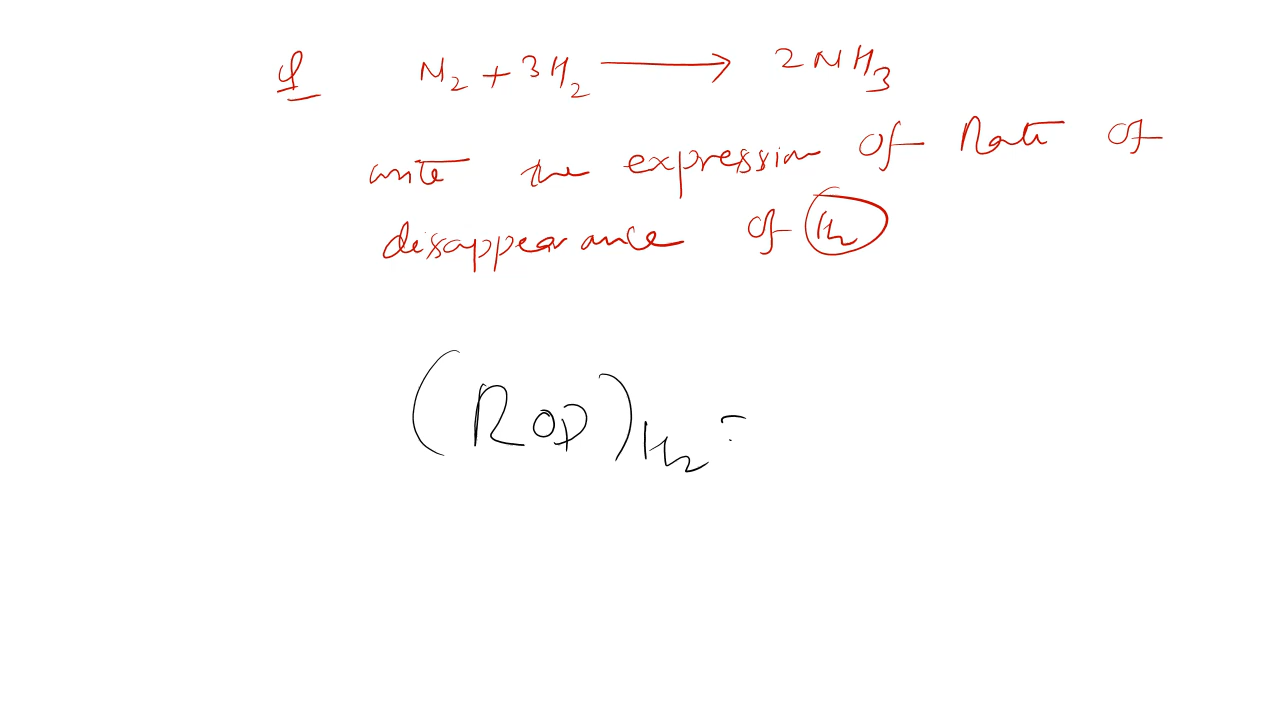 Q N₂ + 3H₂ ⟶ 2NH₃
write the expression of Rate of
disappearance of H₂
(ROD)H₂ =